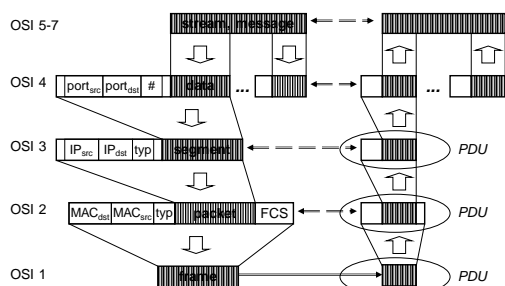 OSI 5-7 stream, message
OSI 4 port_src port_dst # data ... ...
OSI 3 IP_src IP_dst typ segment PDU
OSI 2 MAC_dst MAC_src typ packet FCS PDU
OSI 1 frame PDU